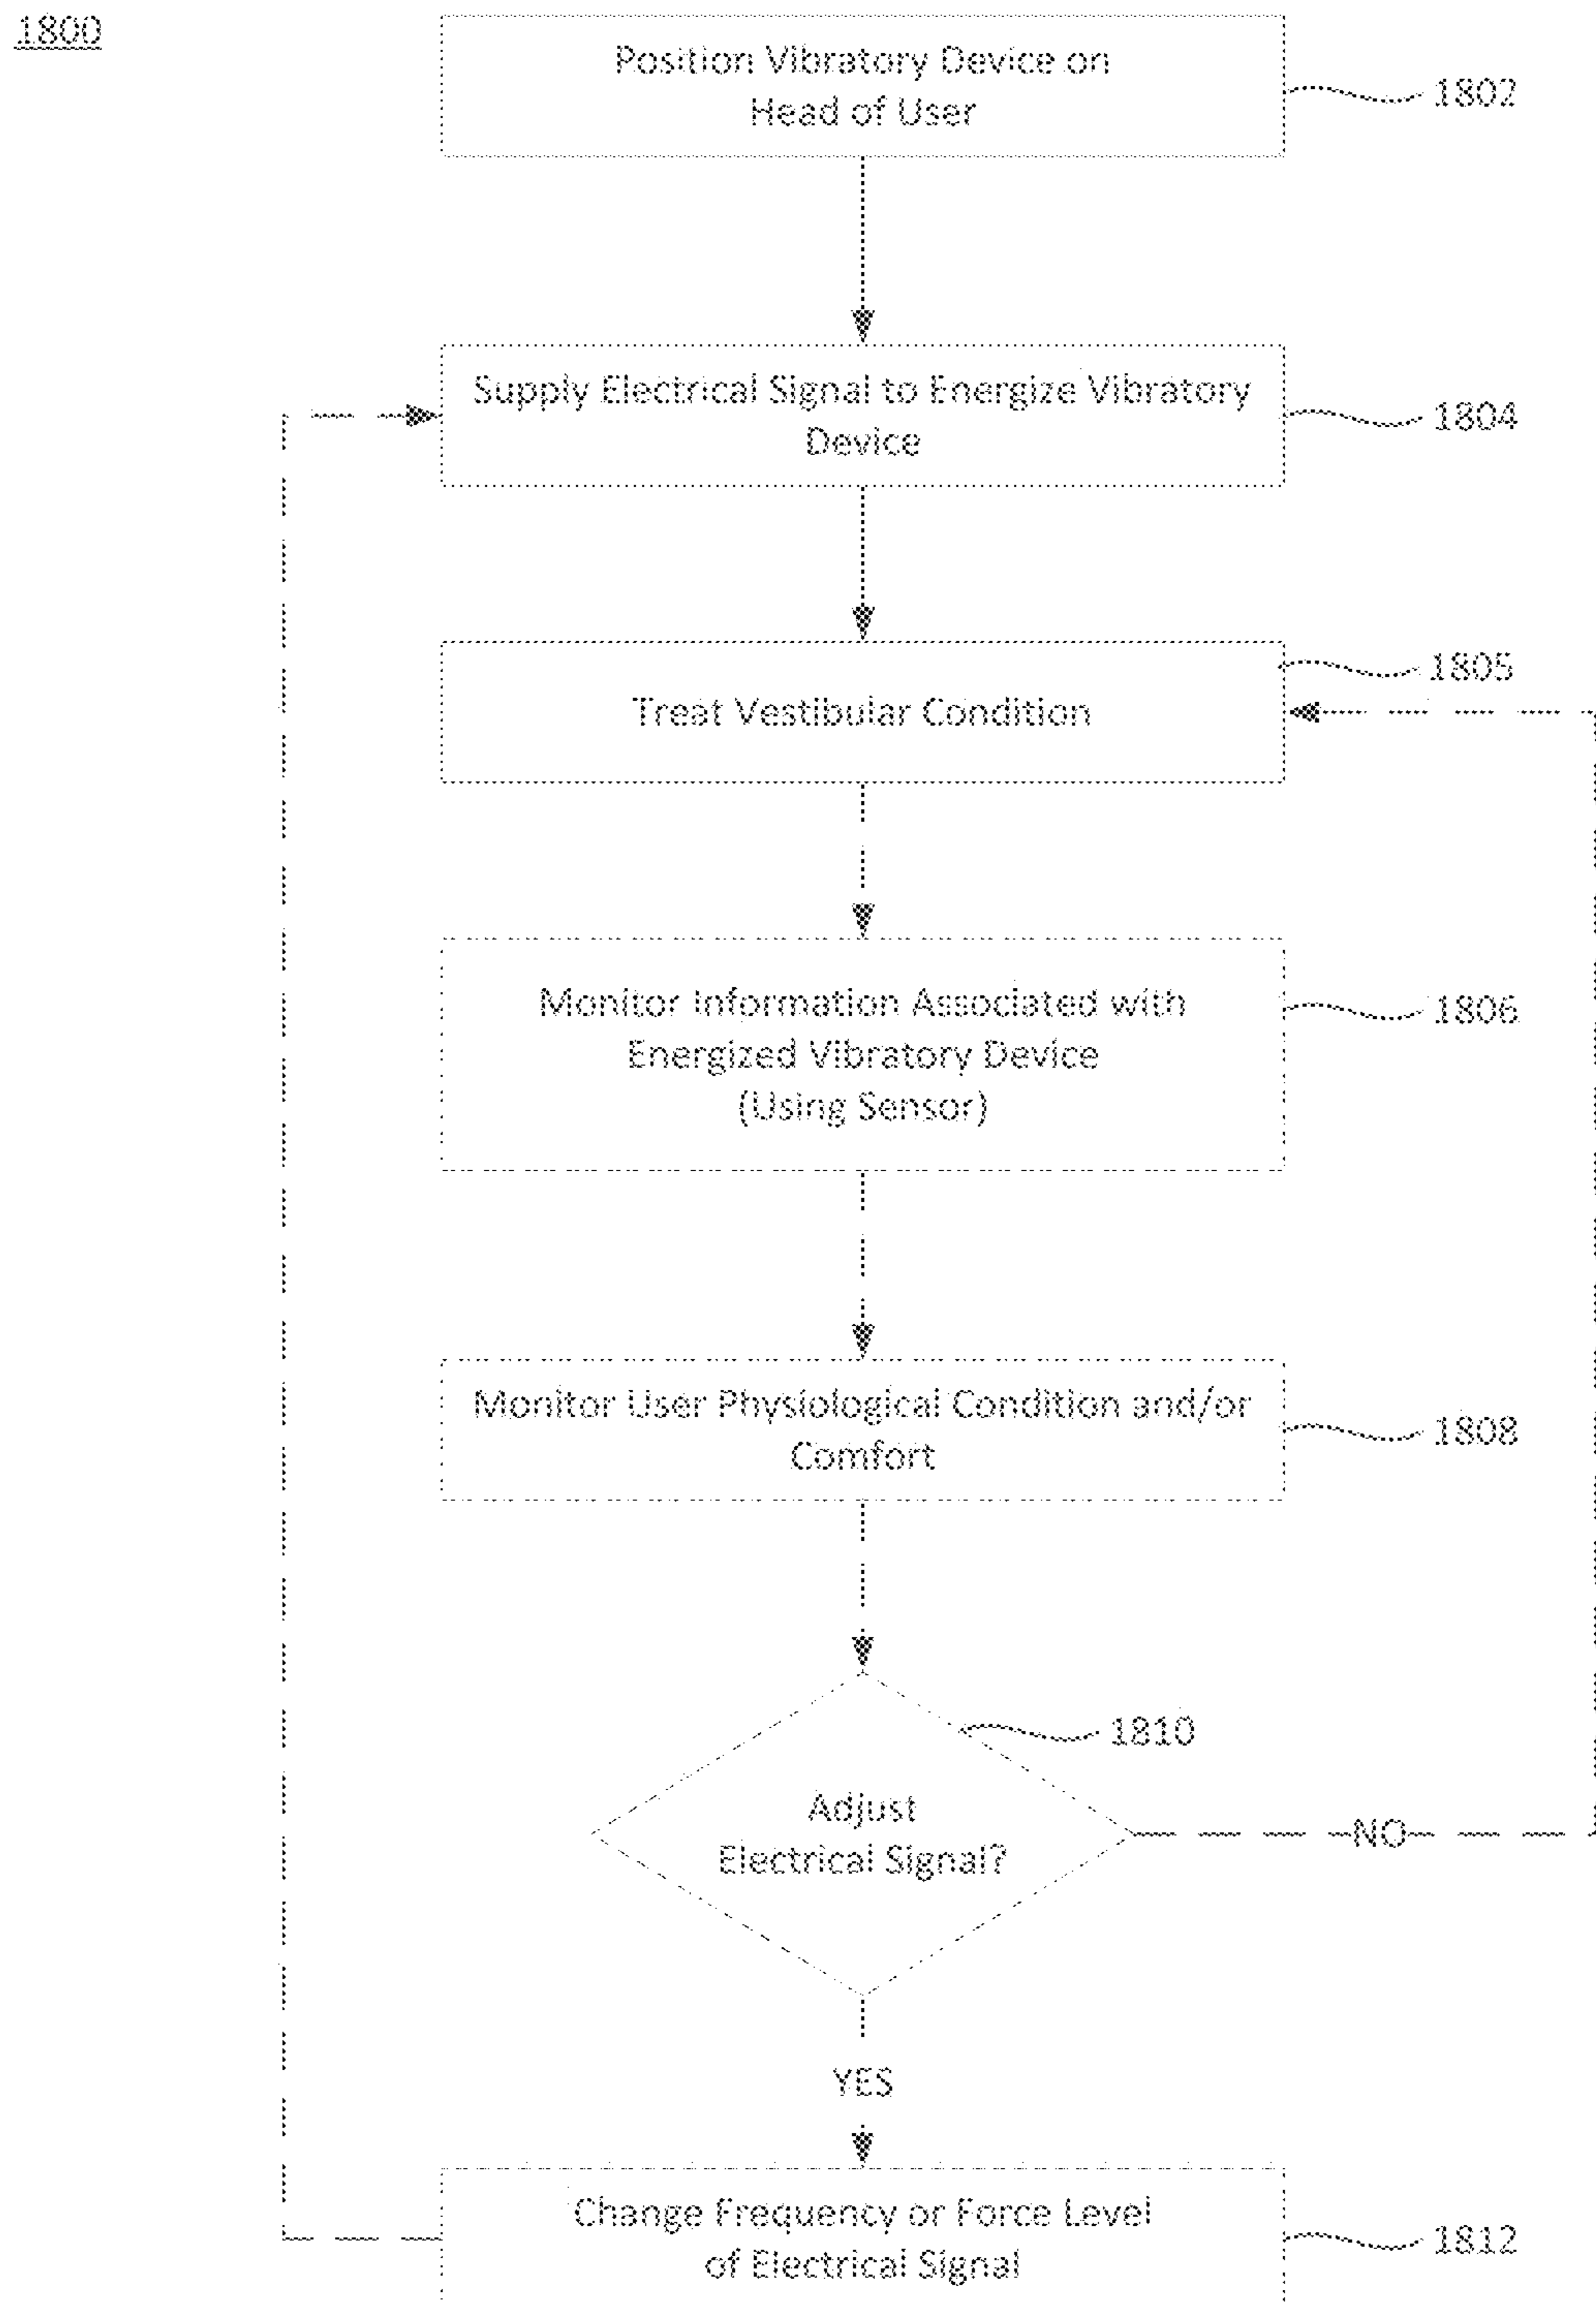 1800
Position Vibratory Device on
Head of User
1802
Supply Electrical Signal to Energize Vibratory
Device
1804
1805
Treat Vestibular Condition
Monitor Information Associated with
Energized Vibratory Device
(Using Sensor)
1806
Monitor User Physiological Condition and/or
Comfort
1808
1810
Adjust
Electrical Signal?
NO
YES
Change Frequency or Force Level
of Electrical Signal
1812